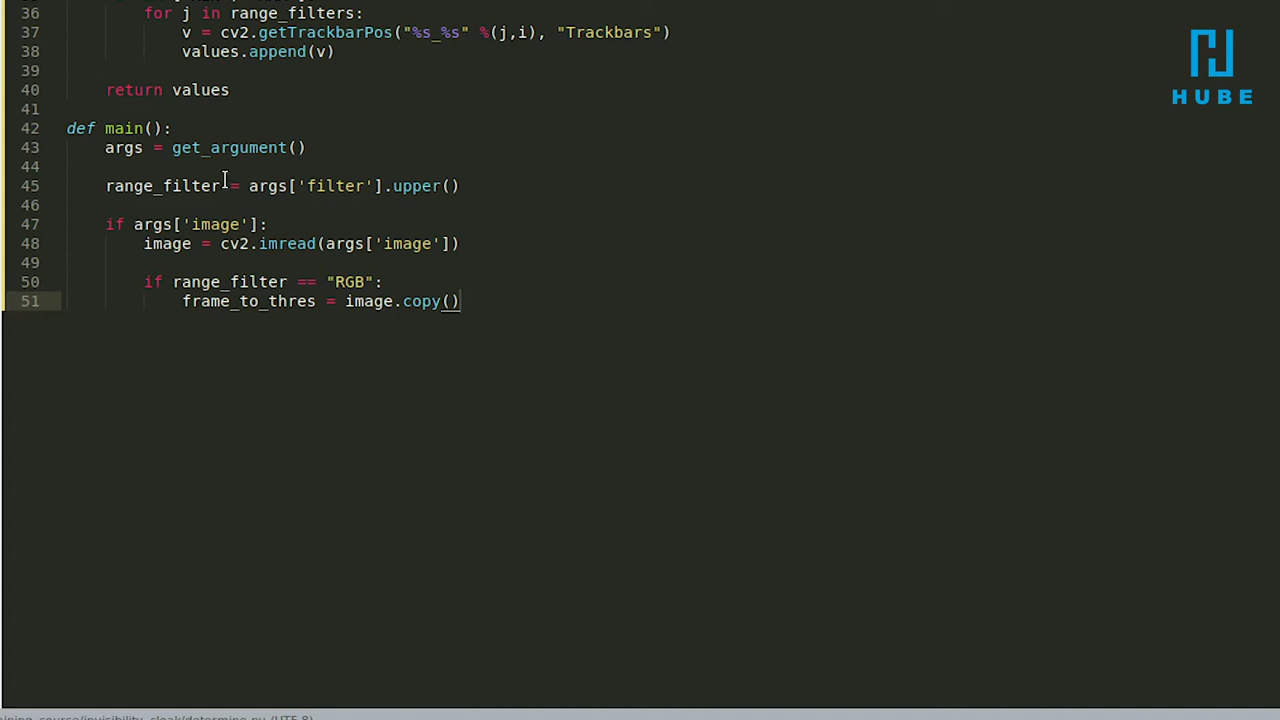 36 for j in range_filters:
37 v = cv2.getTrackbarPos("%s_%s" %(j,i), "Trackbars")
38 values.append(v)
39
40 return values
41
42 def main():
43 args = get_argument()
44
45 range_filter = args['filter'].upper()
46
47 if args['image']:
48 image = cv2.imread(args['image'])
49
50 if range_filter == "RGB":
51 frame_to_thres = image.copy()
HUBE